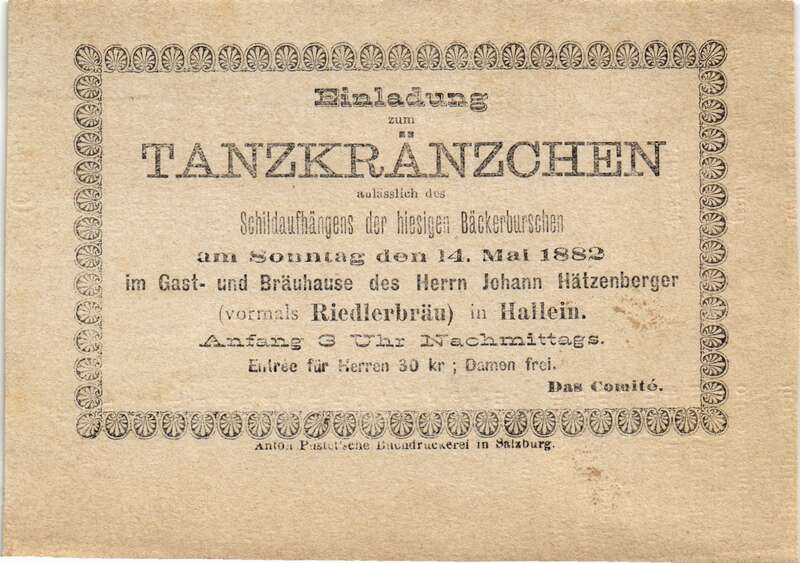 Einladung
zum
TANZKRÄNZCHEN
anlässlich des
Schildaufhängens der hiesigen Bäckerburschen
am Sonntag den 14. Mai 1882
im Gast- und Bräuhause des Herrn Johann Hätzenberger
(vormals Riedlerbräu) in Hallein.
Anfang 3 Uhr Nachmittags.
Entrée für Herren 30 kr ; Damen frei.
Das Comité.
Anton Pustet'sche Buchdruckerei in Salzburg.